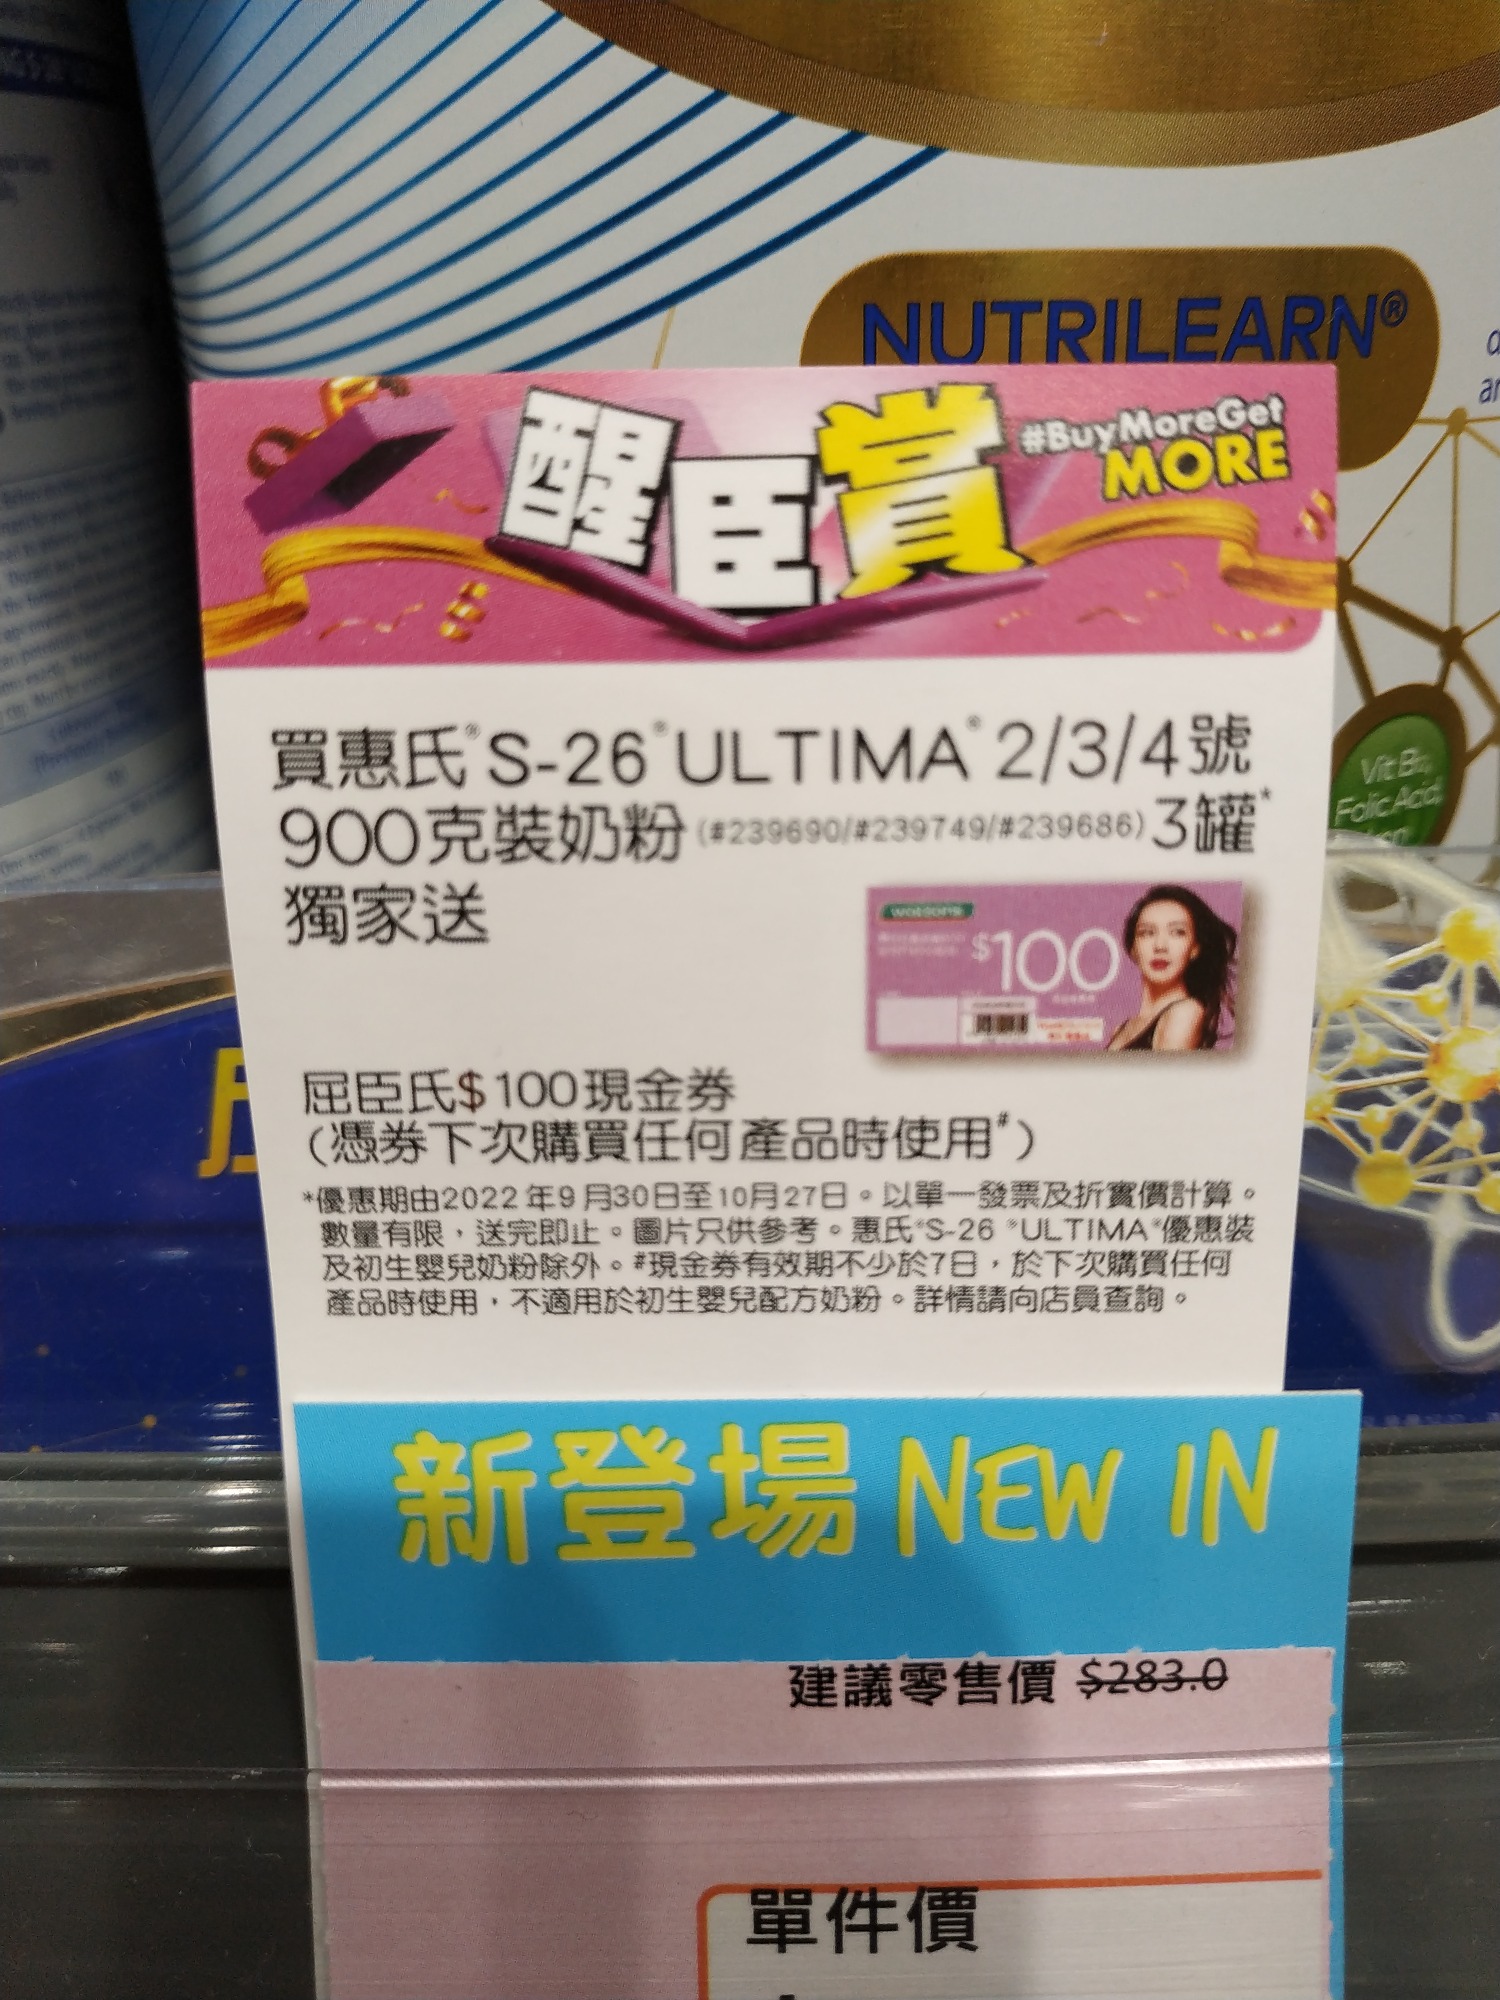 NUTRILEARN®
醒臣賞
#BuyMoreGet
MORE
買惠氏®S-26®ULTIMA®2/3/4號
900克裝奶粉(#239690/#239749/#239686)3罐*
獨家送
watsons
$100
屈臣氏$100現金券
(憑券下次購買任何產品時使用#)
*優惠期由2022年9月30日至10月27日。以單一發票及折實價計算。
數量有限，送完即止。圖片只供參考。惠氏®S-26®ULTIMA®優惠裝
及初生嬰兒奶粉除外。#現金券有效期不少於7日，於下次購買任何
產品時使用，不適用於初生嬰兒配方奶粉。詳情請向店員查詢。
Vit B12
Folic Acid
新登場 NEW IN
建議零售價 $283.0
單件價